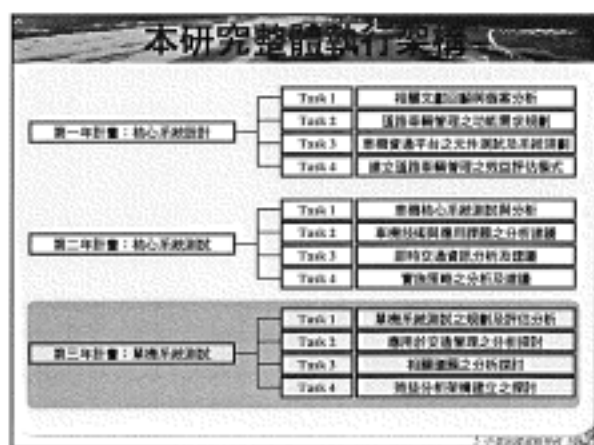 本研究整體執行架構
第一年計畫：核心系統設計
Task 1 相關文獻回顧與個案分析
Task 2 道路車輛管理之功能需求規劃
Task 3 車機資通平台之元件測試及系統規劃
Task 4 建立道路車輛管理之效益評估模式
第二年計畫：核心系統測試
Task 1 車機核心系統測試與分析
Task 2 車機技術與應用課題之分析建議
Task 3 即時交通資訊分析及建議
Task 4 實施策略之分析及建議
第三年計畫：單機系統測試
Task 1 單機系統測試之規劃及評估分析
Task 2 應用於交通管理之分析探討
Task 3 相關議題之分析探討
Task 4 效益分析架構建立之探討